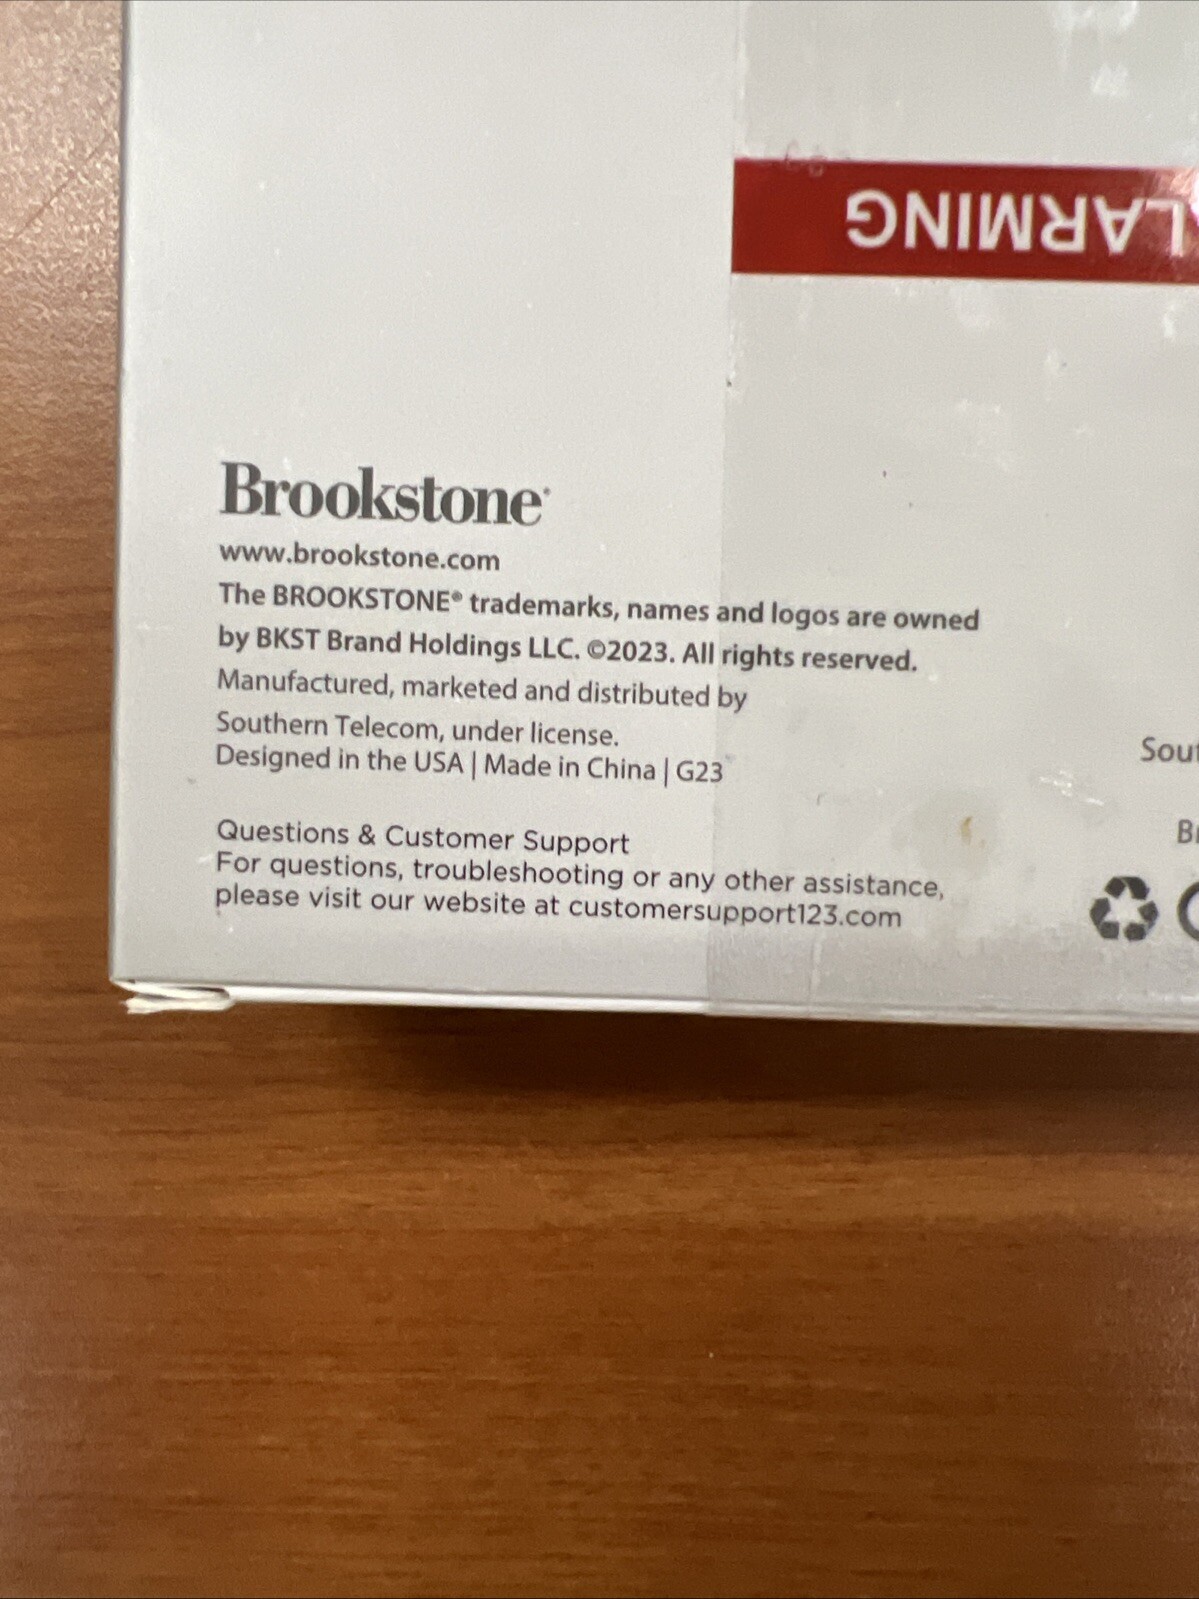 LARMING
Brookstone
www.brookstone.com
The BROOKSTONE® trademarks, names and logos are owned
by BKST Brand Holdings LLC. ©2023. All rights reserved.
Manufactured, marketed and distributed by
Southern Telecom, under license.
Designed in the USA | Made in China | G23
Questions & Customer Support
For questions, troubleshooting or any other assistance,
please visit our website at customersupport123.com
Sout